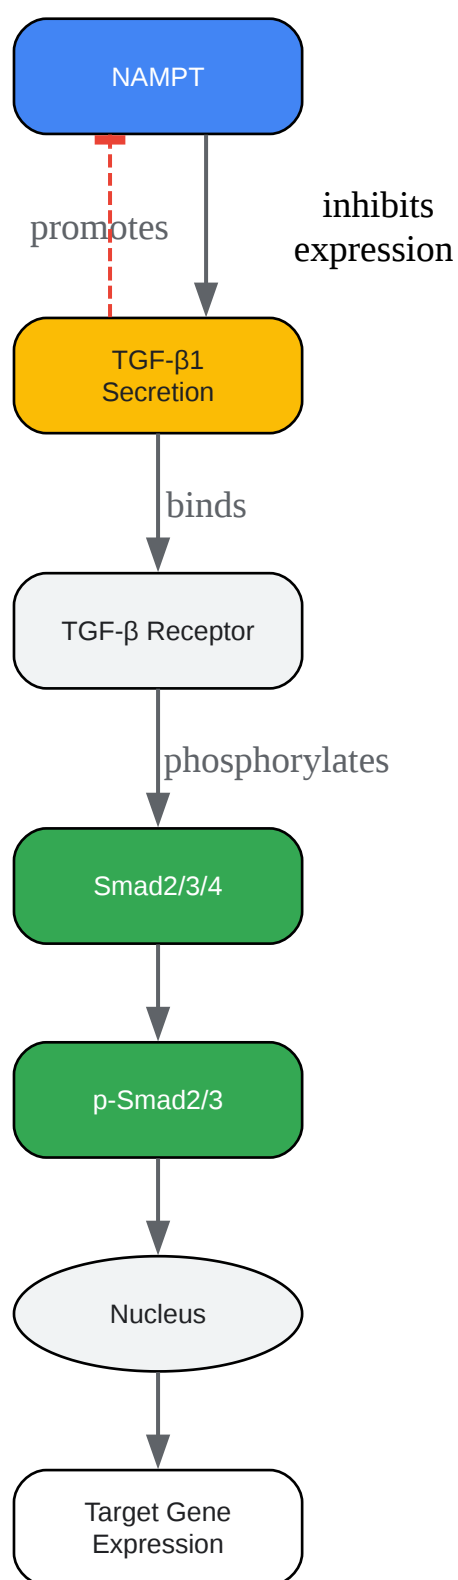 NAMPT
promotes
inhibits
expression
TGF-β1
Secretion
binds
TGF-β Receptor
phosphorylates
Smad2/3/4
p-Smad2/3
Nucleus
Target Gene
Expression